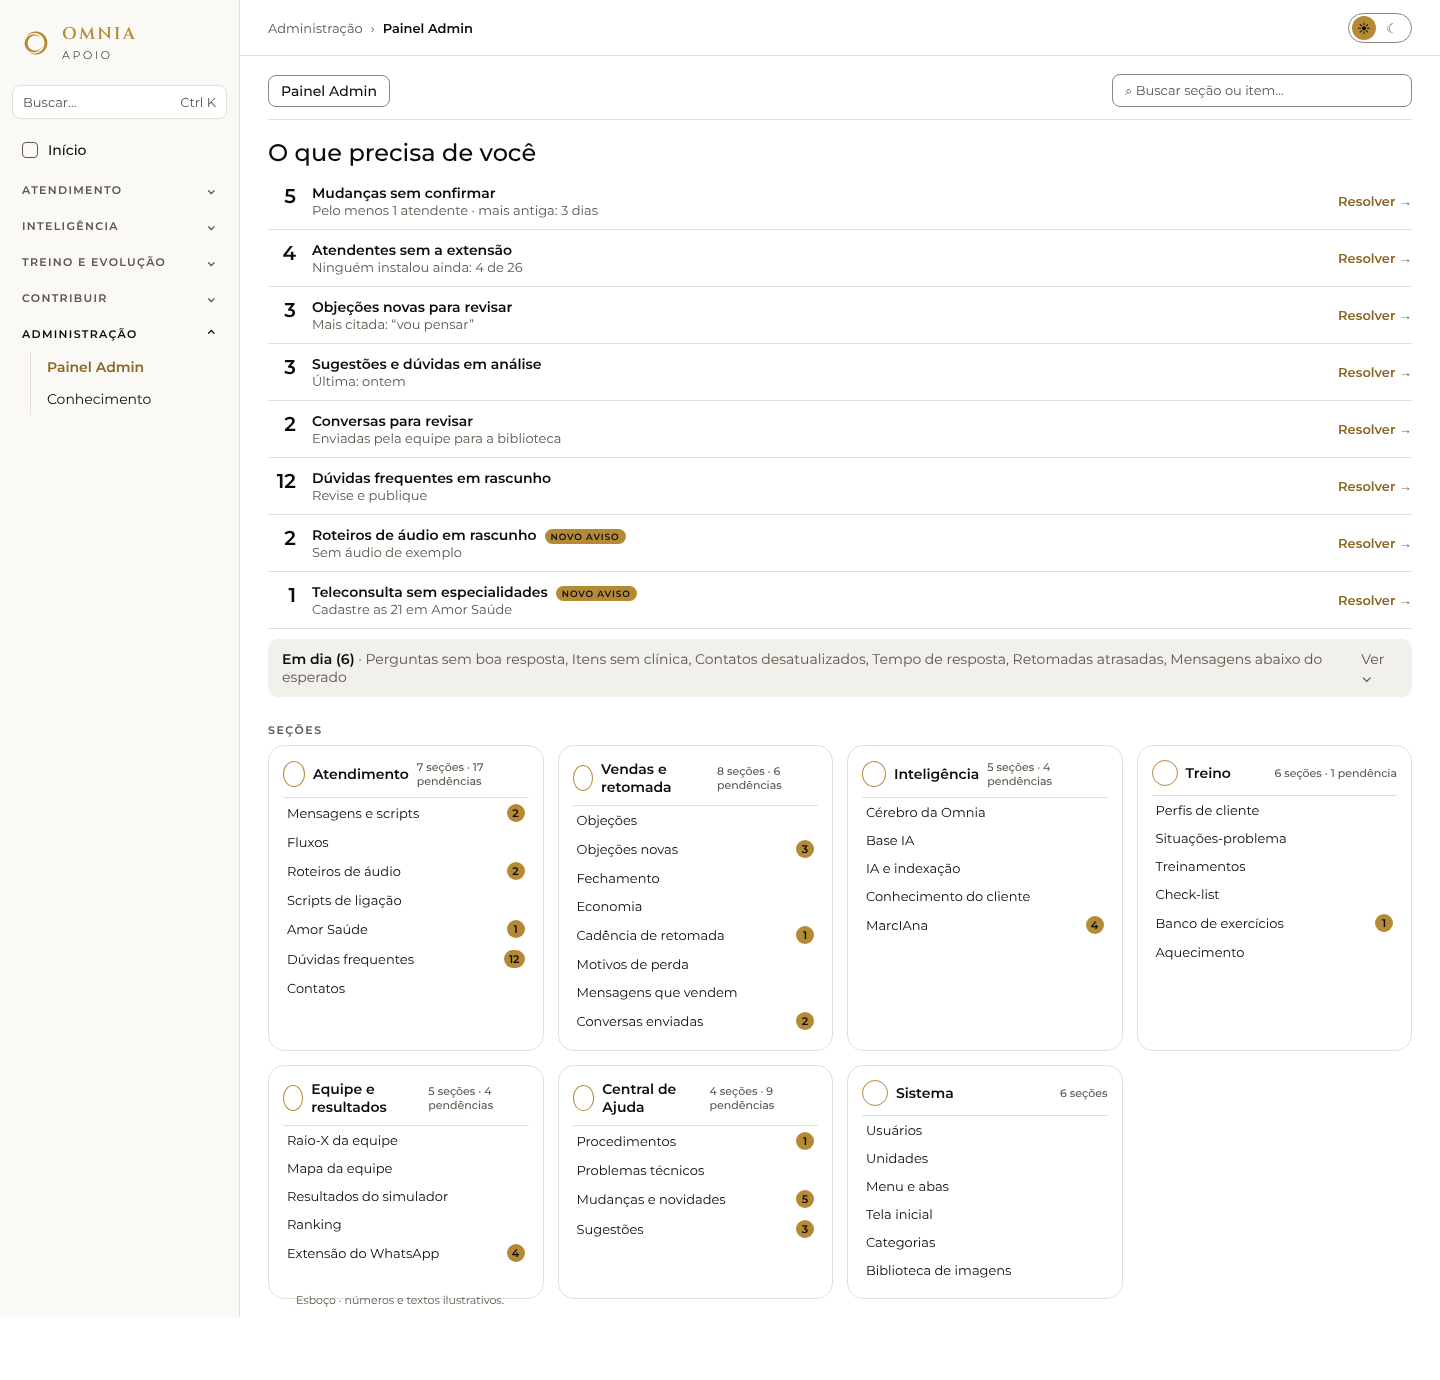 OMNIA
APOIO
Buscar... Ctrl K
Início
ATENDIMENTO
INTELIGÊNCIA
TREINO E EVOLUÇÃO
CONTRIBUIR
ADMINISTRAÇÃO
Painel Admin
Conhecimento
Administração › Painel Admin
Painel Admin
Buscar seção ou item...
O que precisa de você
5 Mudanças sem confirmar
Pelo menos 1 atendente · mais antiga: 3 dias
Resolver →
4 Atendentes sem a extensão
Ninguém instalou ainda: 4 de 26
Resolver →
3 Objeções novas para revisar
Mais citada: “vou pensar”
Resolver →
3 Sugestões e dúvidas em análise
Última: ontem
Resolver →
2 Conversas para revisar
Enviadas pela equipe para a biblioteca
Resolver →
12 Dúvidas frequentes em rascunho
Revise e publique
Resolver →
2 Roteiros de áudio em rascunho NOVO AVISO
Sem áudio de exemplo
Resolver →
1 Teleconsulta sem especialidades NOVO AVISO
Cadastre as 21 em Amor Saúde
Resolver →
Em dia (6) · Perguntas sem boa resposta, Itens sem clínica, Contatos desatualizados, Tempo de resposta, Retomadas atrasadas, Mensagens abaixo do
esperado
Ver
SEÇÕES
Atendimento
7 seções · 17
pendências
Mensagens e scripts 2
Fluxos
Roteiros de áudio 2
Scripts de ligação
Amor Saúde 1
Dúvidas frequentes 12
Contatos
Vendas e
retomada
8 seções · 6
pendências
Objeções
Objeções novas 3
Fechamento
Economia
Cadência de retomada 1
Motivos de perda
Mensagens que vendem
Conversas enviadas 2
Inteligência
5 seções · 4
pendências
Cérebro da Omnia
Base IA
IA e indexação
Conhecimento do cliente
MarcIAna 4
Treino
6 seções · 1 pendência
Perfis de cliente
Situações-problema
Treinamentos
Check-list
Banco de exercícios 1
Aquecimento
Equipe e
resultados
5 seções · 4
pendências
Raio-X da equipe
Mapa da equipe
Resultados do simulador
Ranking
Extensão do WhatsApp 4
Central de
Ajuda
4 seções · 9
pendências
Procedimentos 1
Problemas técnicos
Mudanças e novidades 5
Sugestões 3
Sistema
6 seções
Usuários
Unidades
Menu e abas
Tela inicial
Categorias
Biblioteca de imagens
Esboço · números e textos ilustrativos.